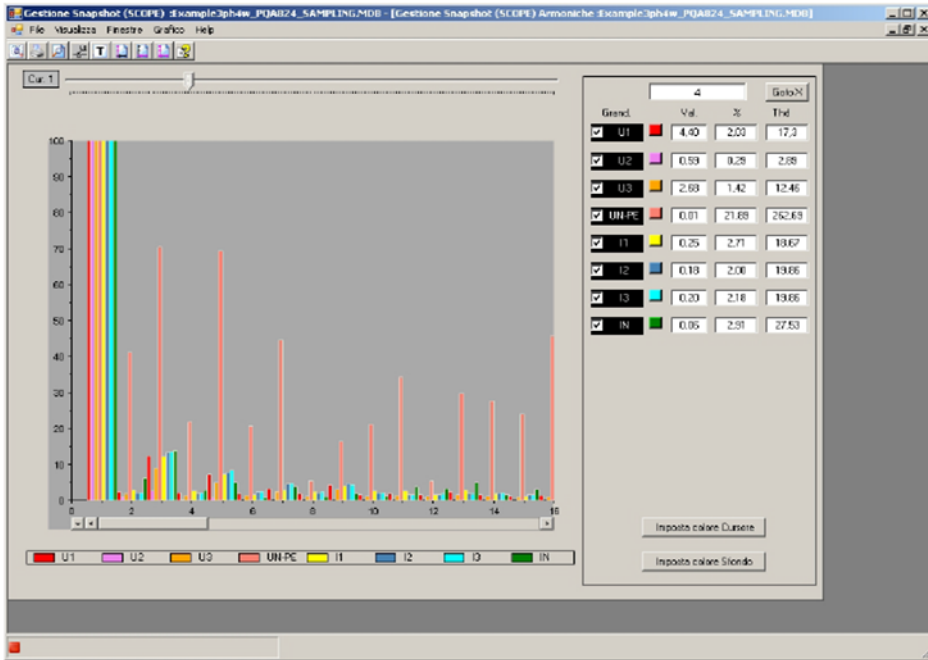 Gestione Snapshot (SCOPE) :Example3ph4w_PQA824_SAMPLING.MDB - [Gestione Snapshot (SCOPE) Armoniche :Example3ph4w_PQA824_SAMPLING.MDB]
File Visualizza Finestre Grafico Help
T
Cur. 1
4 Goto X
Grand. Val. % Thd
U1 4,40 2,03 17,3
U2 0,59 0,29 2,89
U3 2,68 1,42 12,46
UN-PE 0,01 21,89 262,69
I1 0,25 2,71 18,67
I2 0,18 2,00 19,86
I3 0,20 2,18 19,86
IN 0,06 2,91 27,53
100
90
80
70
60
50
40
30
20
10
0
0 2 4 6 8 10 12 14 16
Imposta colore Cursore
Imposta colore Sfondo
U1 U2 U3 UN-PE I1 I2 I3 IN